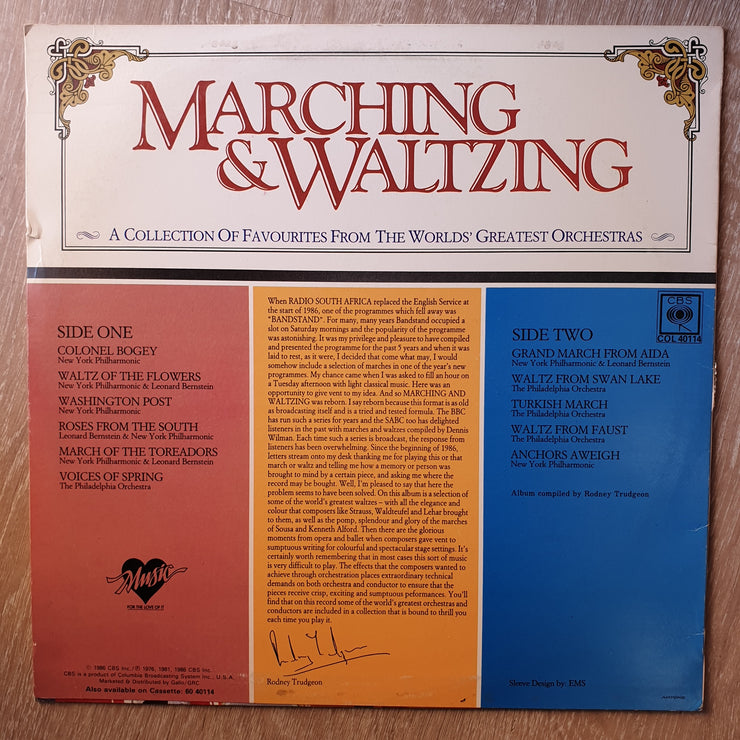 MARCHING
& WALTZING
A COLLECTION OF FAVOURITES FROM THE WORLDS' GREATEST ORCHESTRAS
SIDE ONE
COLONEL BOGEY
New York Philharmonic
WALTZ OF THE FLOWERS
New York Philharmonic & Leonard Bernstein
WASHINGTON POST
New York Philharmonic
ROSES FROM THE SOUTH
Leonard Bernstein & New York Philharmonic
MARCH OF THE TOREADORS
New York Philharmonic & Leonard Bernstein
VOICES OF SPRING
The Philadelphia Orchestra
Music
FOR THE LOVE OF IT
© 1986 CBS Inc./℗ 1976, 1981, 1986 CBS Inc.
CBS is a product of Columbia Broadcasting System Inc., U.S.A.
Marketed & Distributed by Gallo/GRC
Also available on Cassette: 60 40114
When RADIO SOUTH AFRICA replaced the English Service at
the start of 1986, one of the programmes which fell away was
"BANDSTAND". For many, many years Bandstand occupied a
slot on Saturday mornings and the popularity of the programme
was astonishing. It was my privilege and pleasure to have compiled
and presented the programme for the past 5 years and when it was
laid to rest, as it were, I decided that come what may, I would
somehow include a selection of marches in one of the year's new
programmes. My chance came when I was asked to fill an hour on
a Tuesday afternoon with light classical music. Here was an
opportunity to give vent to my idea. And so MARCHING AND
WALTZING was reborn. I say reborn because this format is as old
as broadcasting itself and is a tried and tested formula. The BBC
has run such a series for years and the SABC too has delighted
listeners in the past with marches and waltzes compiled by Dennis
Wilman. Each time such a series is broadcast, the response from
listeners has been overwhelming. Since the beginning of 1986,
letters stream onto my desk thanking me for playing this or that
march or waltz and telling me how a memory or person was
brought to mind by a certain piece, and asking me where the
record may be bought. Well, I'm pleased to say that here the
problem seems to have been solved. On this album is a selection of
some of the world's greatest waltzes – with all the elegance and
colour that composers like Strauss, Waldteufel and Lehar brought
to them, as well as the pomp, splendour and glory of the marches
of Sousa and Kenneth Alford. Then there are the glorious
moments from opera and ballet when composers gave vent to
sumptuous writing for colourful and spectacular stage settings. It's
certainly worth remembering that in most cases this sort of music
is very difficult to play. The effects that the composers wanted to
achieve through orchestration places extraordinary technical
demands on both orchestra and conductor to ensure that the
pieces receive crisp, exciting and sumptuous peformances. You'll
find that on this record some of the world's greatest orchestras and
conductors are included in a collection that is bound to thrill you
each time you play it.
Rodney Trudgeon
Rodney Trudgeon
CBS
COL 40114
SIDE TWO
GRAND MARCH FROM AIDA
New York Philharmonic & Leonard Bernstein
WALTZ FROM SWAN LAKE
The Philadelphia Orchestra
TURKISH MARCH
The Philadelphia Orchestra
WALTZ FROM FAUST
The Philadelphia Orchestra
ANCHORS AWEIGH
New York Philharmonic
Album compiled by Rodney Trudgeon
Sleeve Design by: EMS